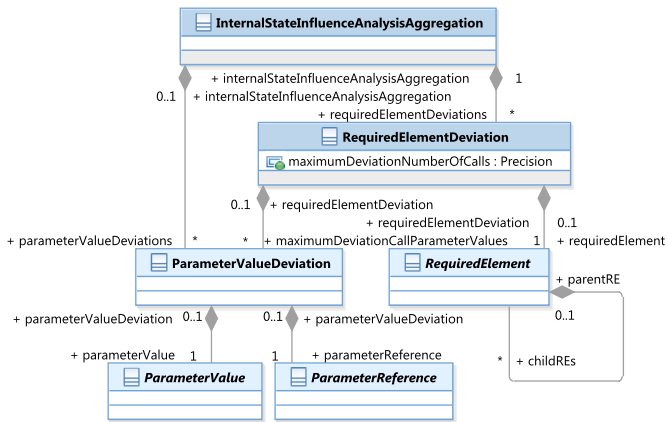 InternalStateInfluenceAnalysisAggregation
+ internalStateInfluenceAnalysisAggregation 1
0..1 + internalStateInfluenceAnalysisAggregation
+ requiredElementDeviations *
RequiredElementDeviation
maximumDeviationNumberOfCalls : Precision
0..1 + requiredElementDeviation
+ requiredElementDeviation 0..1
+ parameterValueDeviations * * + maximumDeviationCallParameterValues 1 + requiredElement
ParameterValueDeviation RequiredElement
+ parentRE
+ parameterValueDeviation 0..1 0..1 + parameterValueDeviation 0..1
+ parameterValue 1 1 + parameterReference * + childREs
ParameterValue ParameterReference